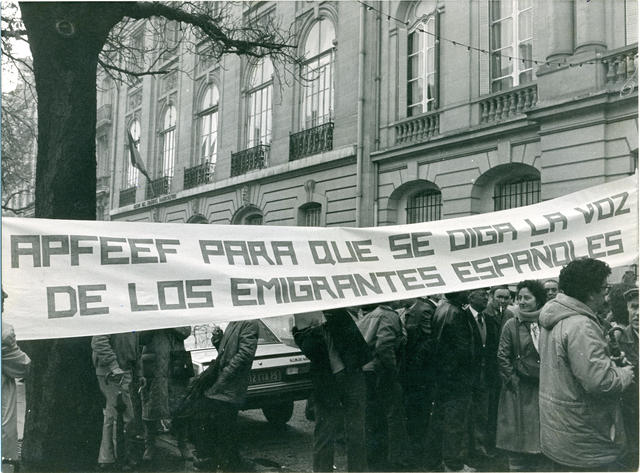 APFEEF PARA QUE SE DIGA LA VOZ
DE LOS EMIGRANTES ESPAÑOLES